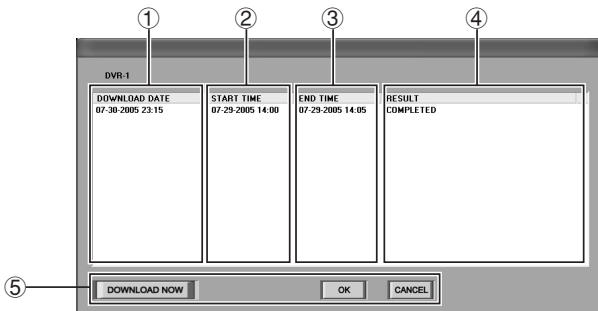 ① ② ③ ④
DVR-1
DOWNLOAD DATE START TIME END TIME RESULT
07-30-2005 23:15 07-29-2005 14:00 07-29-2005 14:05 COMPLETED
⑤
DOWNLOAD NOW OK CANCEL